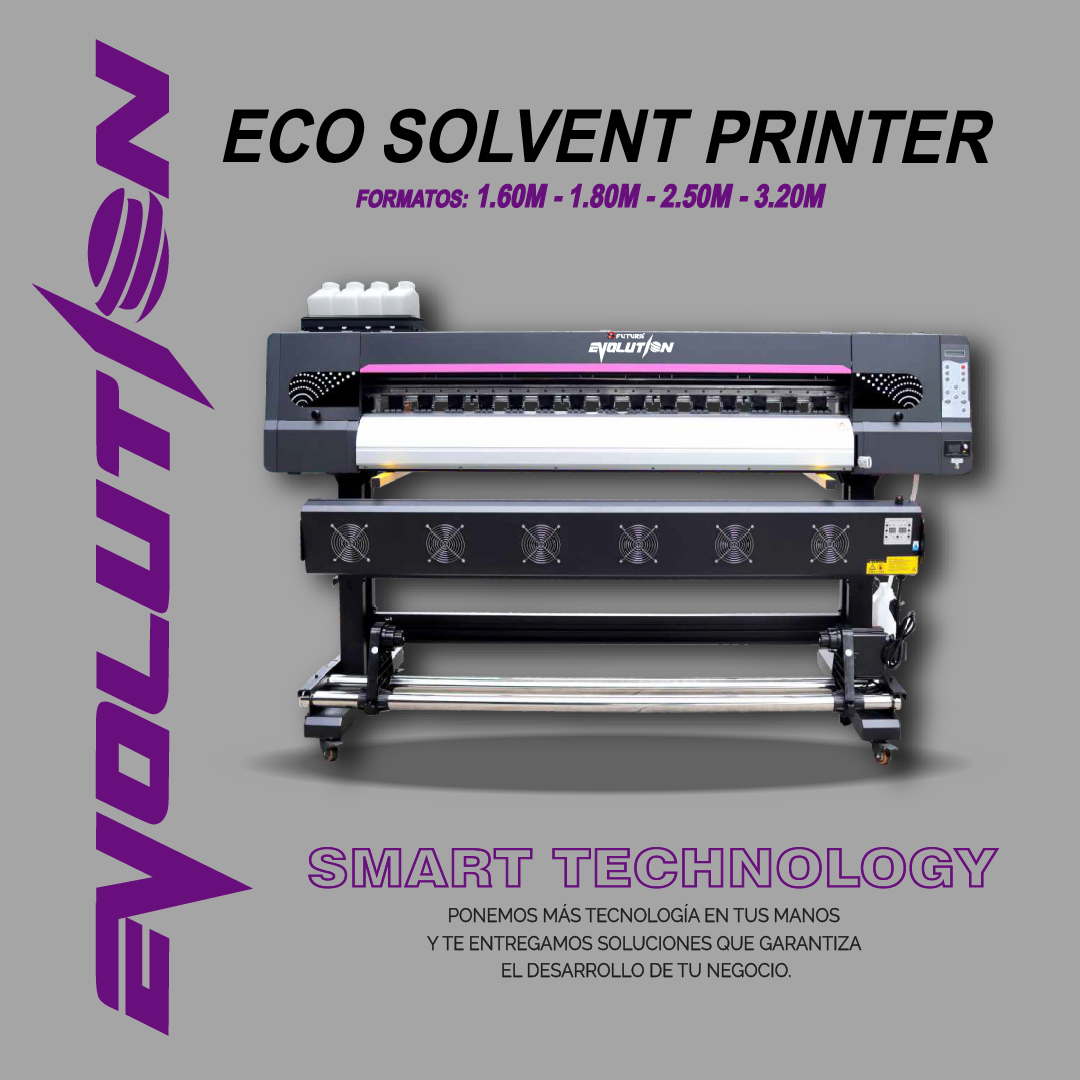 EVOLUTION
ECO SOLVENT PRINTER
FORMATOS: 1.60M - 1.80M - 2.50M - 3.20M
FUTURA
EVOLUTION
SMART TECHNOLOGY
PONEMOS MÁS TECNOLOGÍA EN TUS MANOS
Y TE ENTREGAMOS SOLUCIONES QUE GARANTIZA
EL DESARROLLO DE TU NEGOCIO.